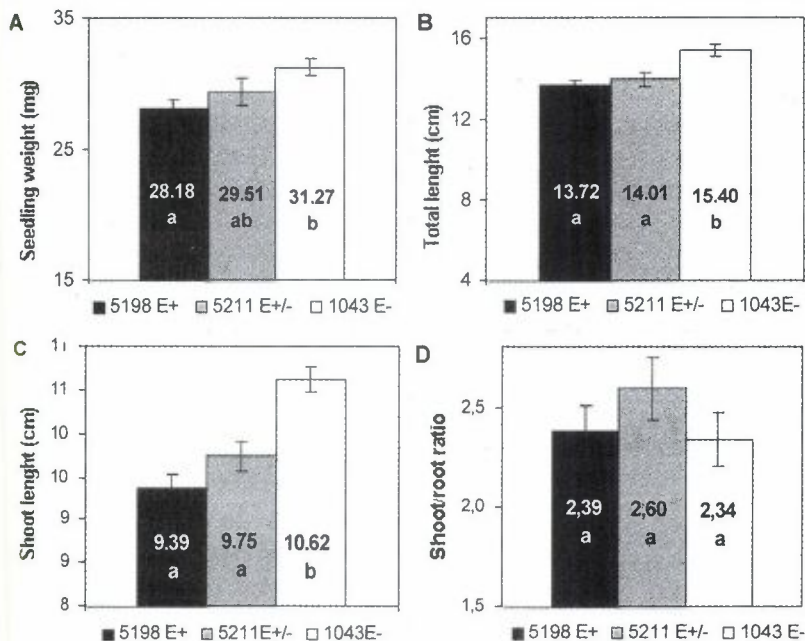 A
Seedling weight (mg)
35
25
15
28.18
a
29.51
ab
31.27
b
5198 E+ 5211 E+/- 1043 E-
B
Total lenght (cm)
16
12
8
4
13.72
a
14.01
a
15.40
b
5198 E+ 5211 E+/- 1043 E-
C
Shoot lenght (cm)
11
11
10
10
9
9
8
9.39
a
9.75
a
10.62
b
5198 E+ 5211E+/- 1043E-
D
Shoot/root ratio
2,5
2.0
1,5
2,39
a
2,60
a
2,34
a
5198 E+ 5211 E+/- 1043 E-